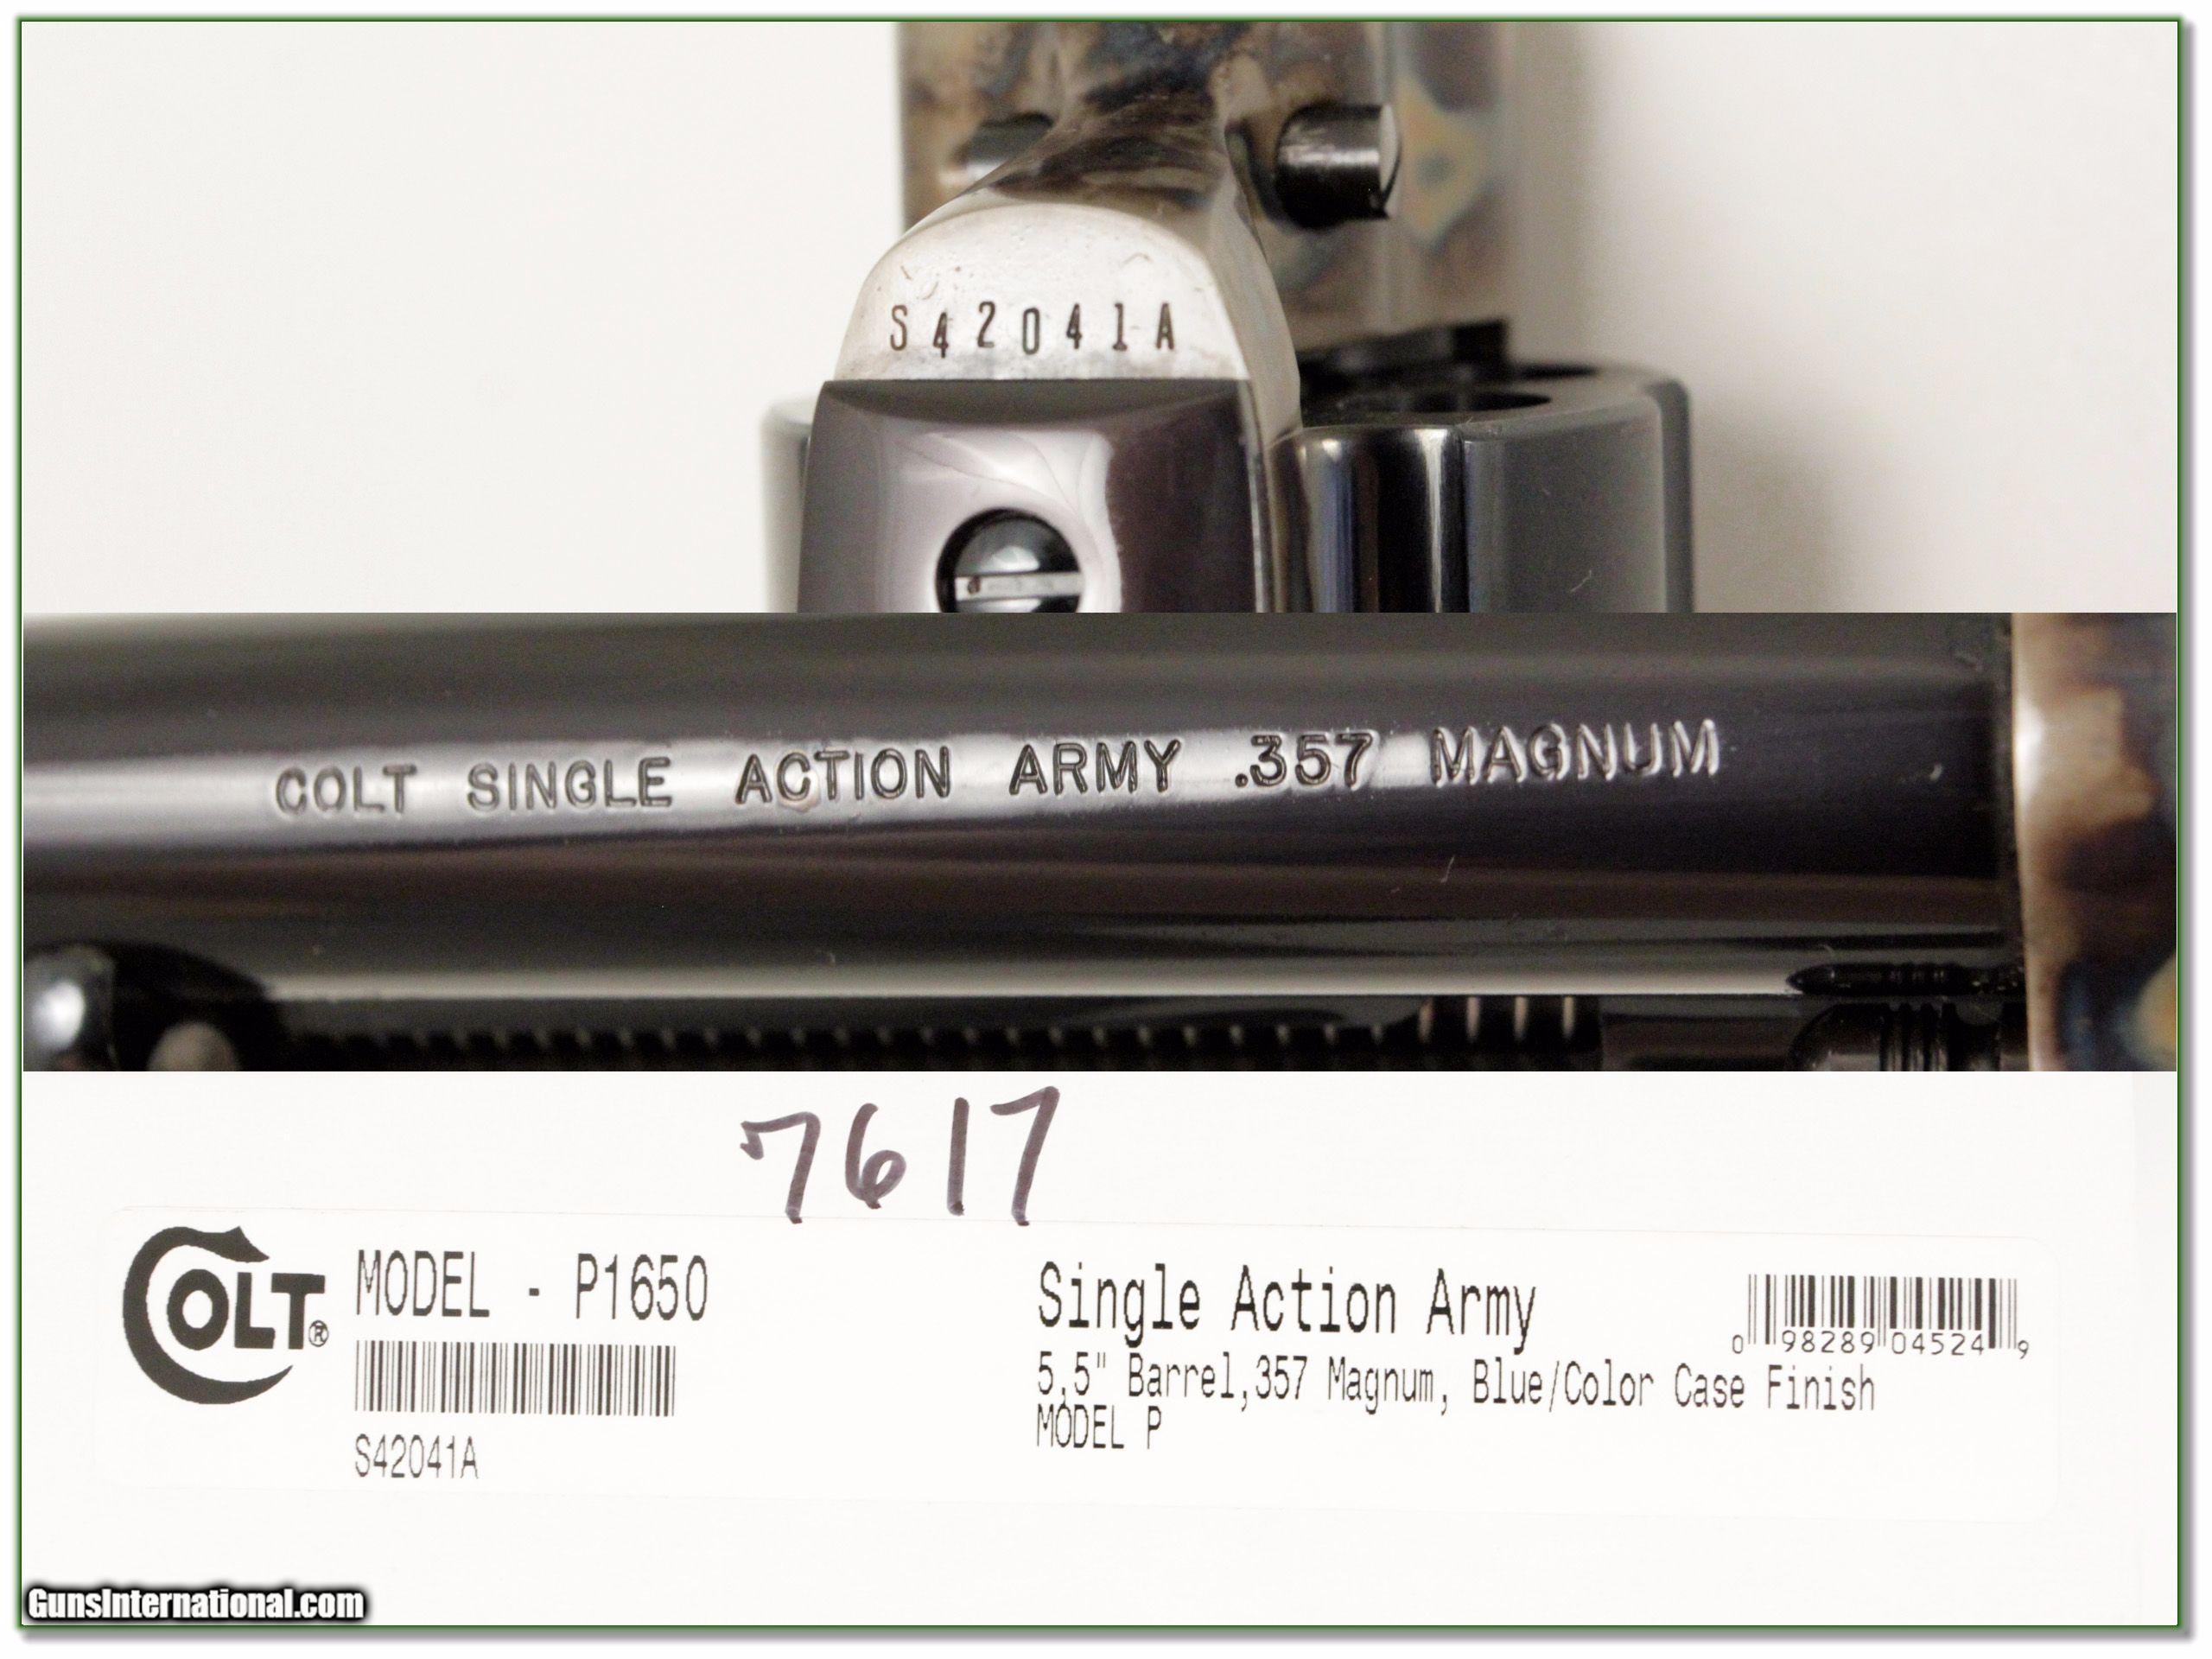 S42041A
COLT SINGLE ACTION ARMY .357 MAGNUM
7617
COLT®
MODEL - P1650
S42041A
Single Action Army
5,5" Barrel,357 Magnum, Blue/Color Case Finish
MODEL P
0 98289 04524 9
GunsInternational.com